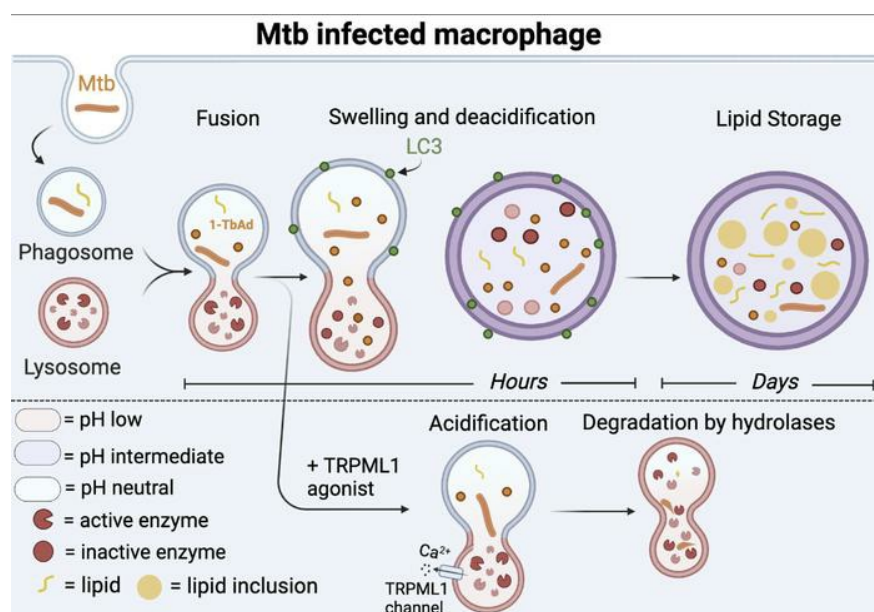 Mtb infected macrophage
Mtb
Fusion
Swelling and deacidification
Lipid Storage
LC3
1-TbAd
Phagosome
Lysosome
Hours
Days
= pH low
= pH intermediate
= pH neutral
= active enzyme
= inactive enzyme
= lipid
= lipid inclusion
+ TRPML1
agonist
Acidification
Degradation by hydrolases
Ca²⁺
TRPML1
channel